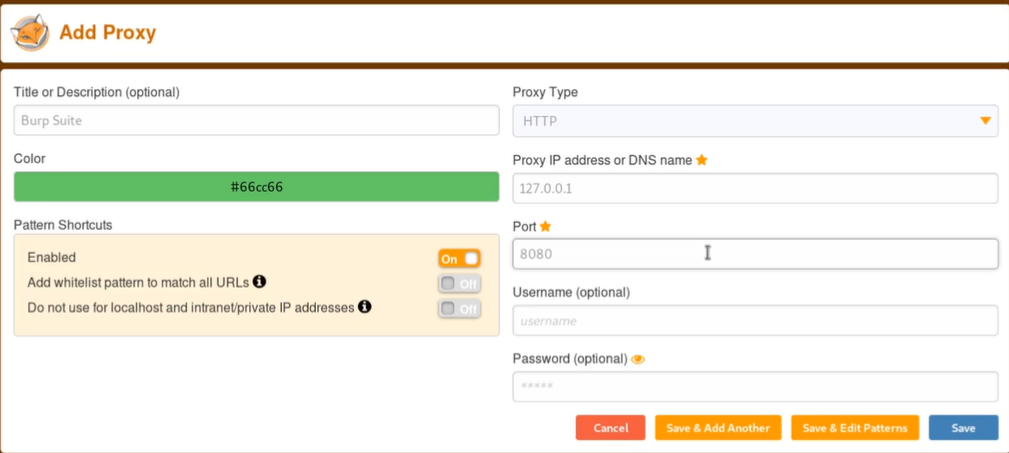 Add Proxy
Title or Description (optional)
Burp Suite
Color
#66cc66
Pattern Shortcuts
Enabled
On
Add whitelist pattern to match all URLs
Off
Do not use for localhost and intranet/private IP addresses
Off
Proxy Type
HTTP
Proxy IP address or DNS name
127.0.0.1
Port
8080
Username (optional)
username
Password (optional)
*****
Cancel
Save & Add Another
Save & Edit Patterns
Save